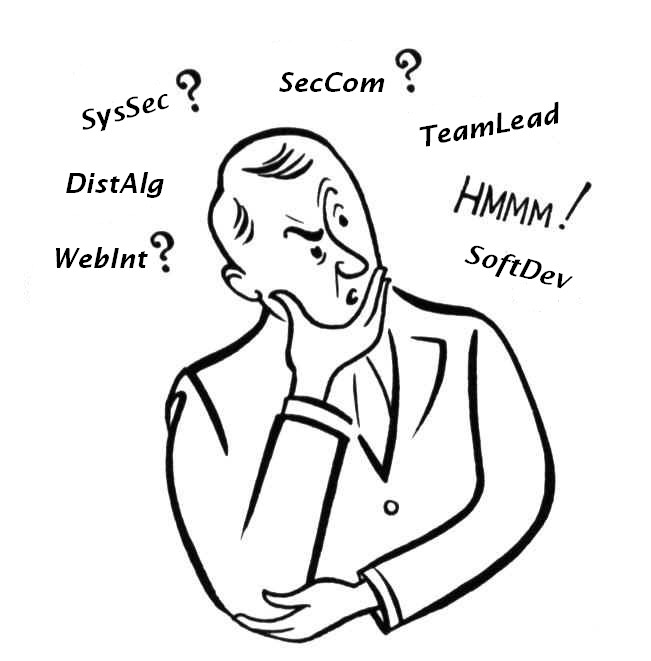 SecCom ?
SysSec ?
TeamLead
DistAlg
HMMM!
WebInt ?
SoftDev